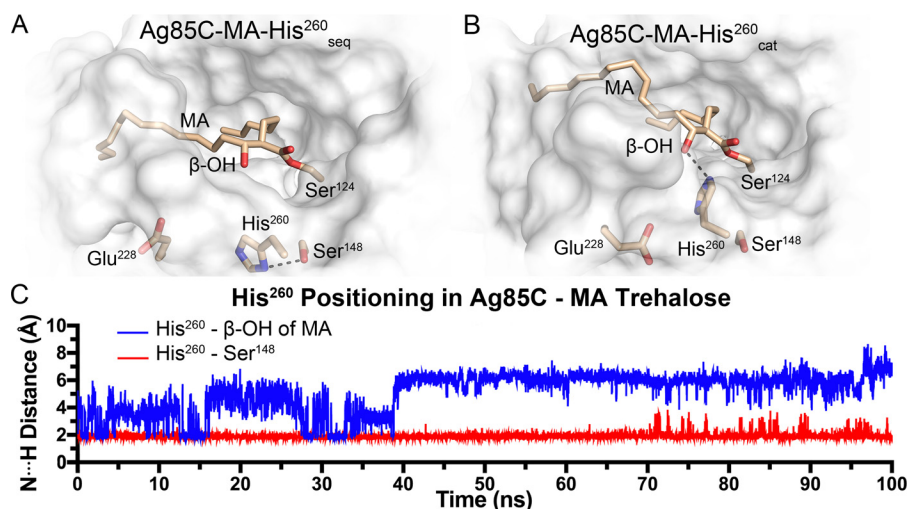 A
Ag85C-MA-His²⁶⁰seq
MA
β-OH
Ser¹²⁴
His²⁶⁰
Glu²²⁸
Ser¹⁴⁸
B
Ag85C-MA-His²⁶⁰cat
MA
β-OH
Ser¹²⁴
His²⁶⁰
Glu²²⁸
Ser¹⁴⁸
C
His²⁶⁰ Positioning in Ag85C - MA Trehalose
N···H Distance (Å)
10
8
6
4
2
0
His²⁶⁰ - β-OH of MA
His²⁶⁰ - Ser¹⁴⁸
0 10 20 30 40 50 60 70 80 90 100
Time (ns)